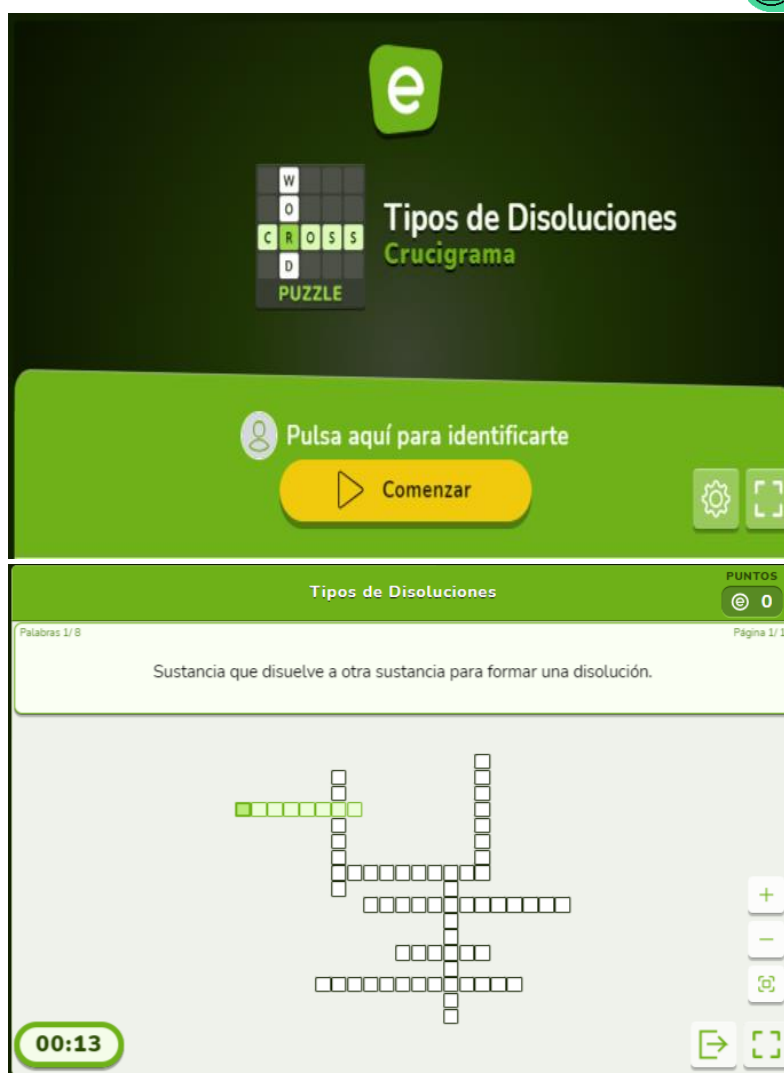 e
W
O
CROSS
D
PUZZLE
Tipos de Disoluciones
Crucigrama
Pulsa aquí para identificarte
Comenzar
Tipos de Disoluciones
PUNTOS
e 0
Palabras 1/ 8
Página 1/ 1
Sustancia que disuelve a otra sustancia para formar una disolución.
+
−
00:13